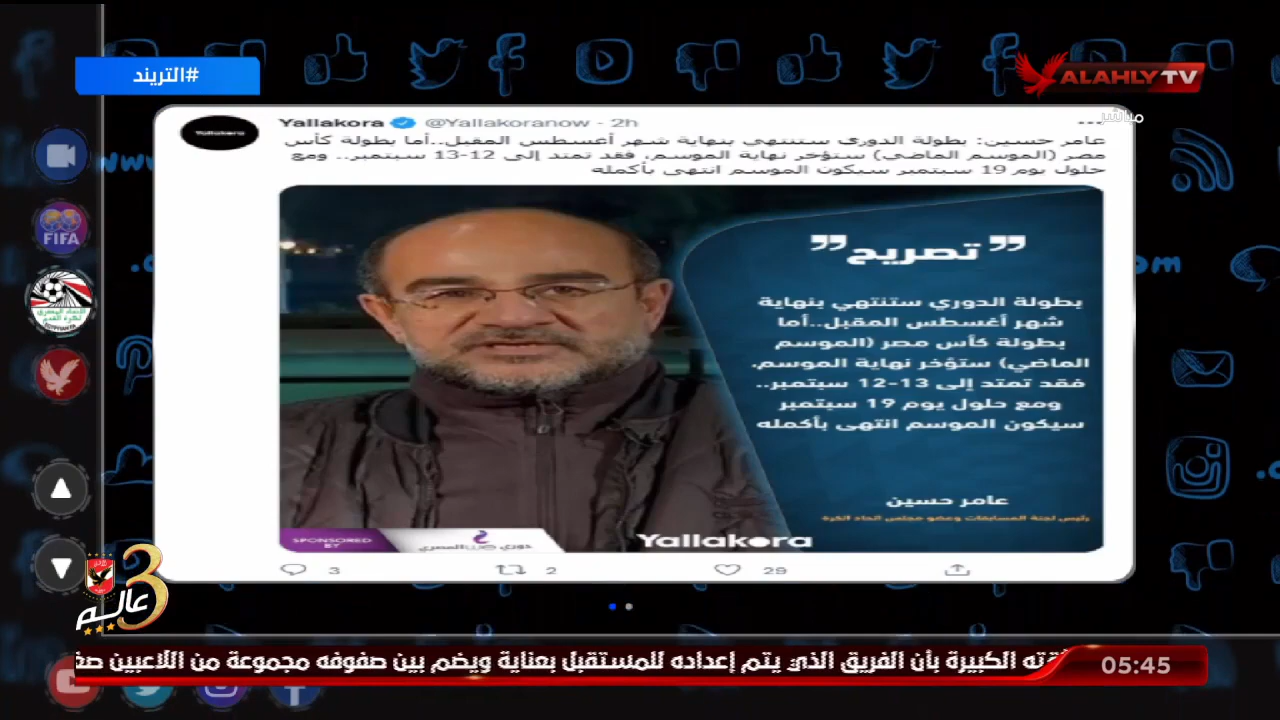 #التريند
ALAHLY TV
مباشر
Yallakora @Yallakoranow · 2h
عامر حسين: بطولة الدوري ستنتهي بنهاية شهر أغسطس المقبل..أما بطولة كأس
مصر (الموسم الماضي) ستؤخر نهاية الموسم، فقد تمتد إلى 12-13 سبتمبر.. ومع
حلول يوم 19 سبتمبر سيكون الموسم انتهى بأكمله
” تصريح ”
بطولة الدوري ستنتهي بنهاية
شهر أغسطس المقبل..أما
بطولة كأس مصر (الموسم
الماضي) ستؤخر نهاية الموسم،
فقد تمتد إلى 13-12 سبتمبر..
ومع حلول يوم 19 سبتمبر
سيكون الموسم انتهى بأكمله
عامر حسين
رئيس لجنة المسابقات وعضو مجلس اتحاد الكرة
SPONSORED BY
Yallakora
3 2 29
FIFA
3 عالم
الكبيرة بأن الفريق الذي يتم إعداده للمستقبل بعناية ويضم بين صفوفه مجموعة من اللاعبين
05:45